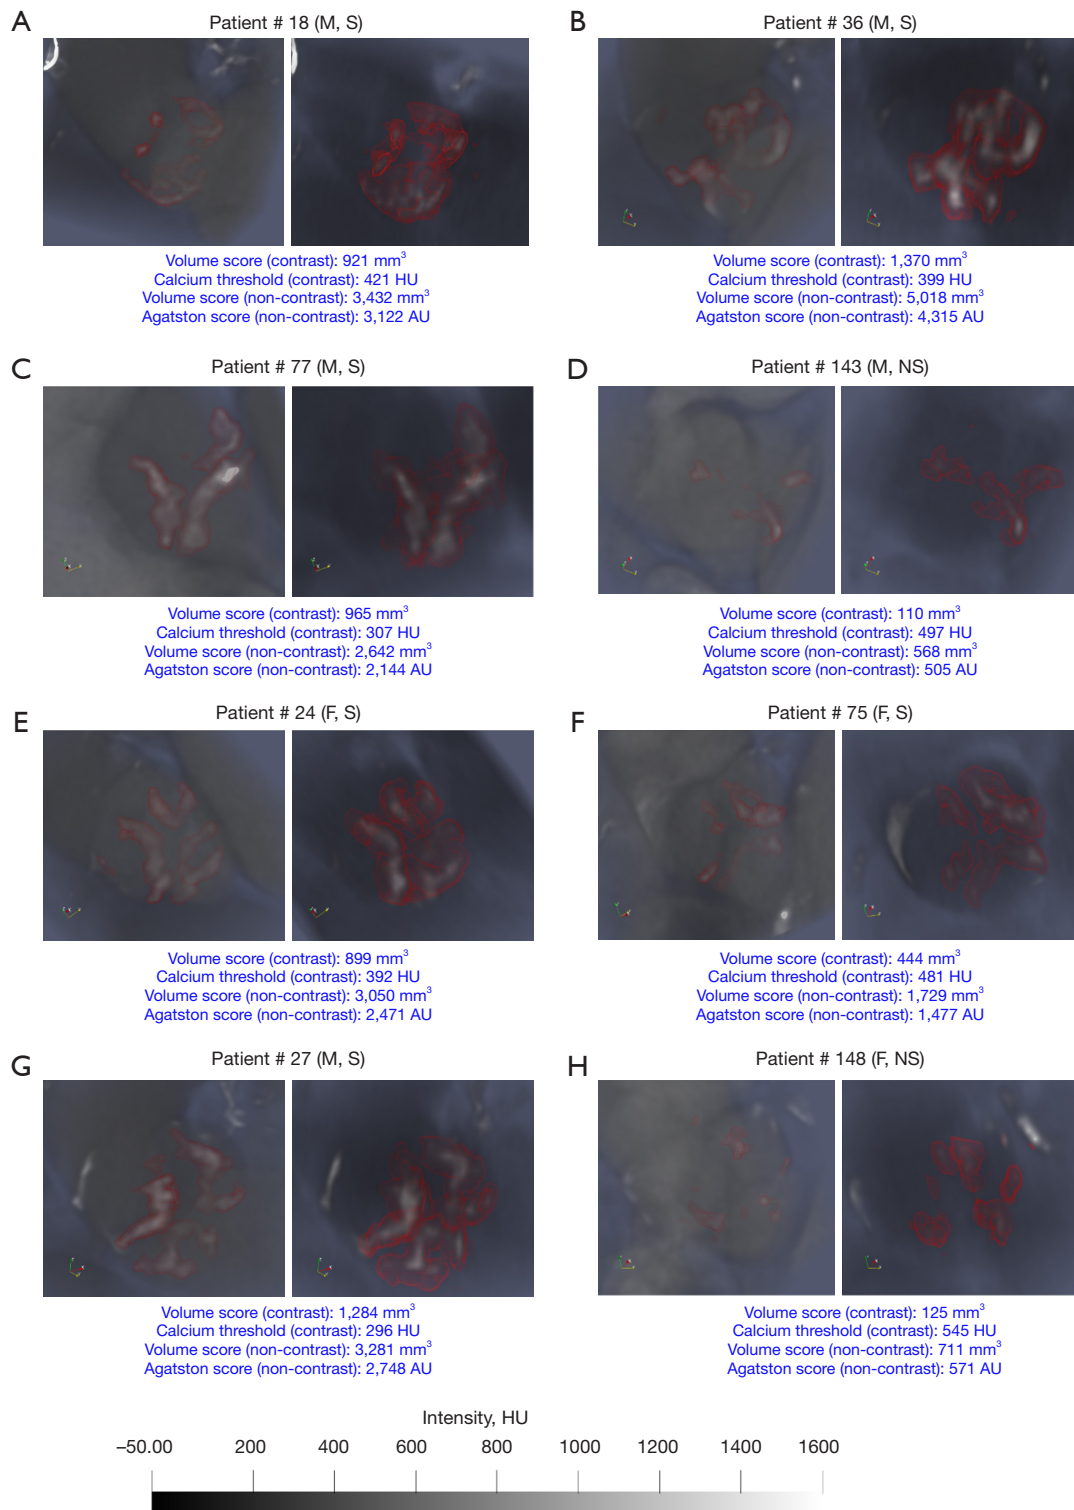 A
Patient # 18 (M, S)
Volume score (contrast): 921 mm³
Calcium threshold (contrast): 421 HU
Volume score (non-contrast): 3,432 mm³
Agatston score (non-contrast): 3,122 AU
B
Patient # 36 (M, S)
Volume score (contrast): 1,370 mm³
Calcium threshold (contrast): 399 HU
Volume score (non-contrast): 5,018 mm³
Agatston score (non-contrast): 4,315 AU
C
Patient # 77 (M, S)
Volume score (contrast): 965 mm³
Calcium threshold (contrast): 307 HU
Volume score (non-contrast): 2,642 mm³
Agatston score (non-contrast): 2,144 AU
D
Patient # 143 (M, NS)
Volume score (contrast): 110 mm³
Calcium threshold (contrast): 497 HU
Volume score (non-contrast): 568 mm³
Agatston score (non-contrast): 505 AU
E
Patient # 24 (F, S)
Volume score (contrast): 899 mm³
Calcium threshold (contrast): 392 HU
Volume score (non-contrast): 3,050 mm³
Agatston score (non-contrast): 2,471 AU
F
Patient # 75 (F, S)
Volume score (contrast): 444 mm³
Calcium threshold (contrast): 481 HU
Volume score (non-contrast): 1,729 mm³
Agatston score (non-contrast): 1,477 AU
G
Patient # 27 (M, S)
Volume score (contrast): 1,284 mm³
Calcium threshold (contrast): 296 HU
Volume score (non-contrast): 3,281 mm³
Agatston score (non-contrast): 2,748 AU
H
Patient # 148 (F, NS)
Volume score (contrast): 125 mm³
Calcium threshold (contrast): 545 HU
Volume score (non-contrast): 711 mm³
Agatston score (non-contrast): 571 AU
Intensity, HU
–50.00 200 400 600 800 1000 1200 1400 1600